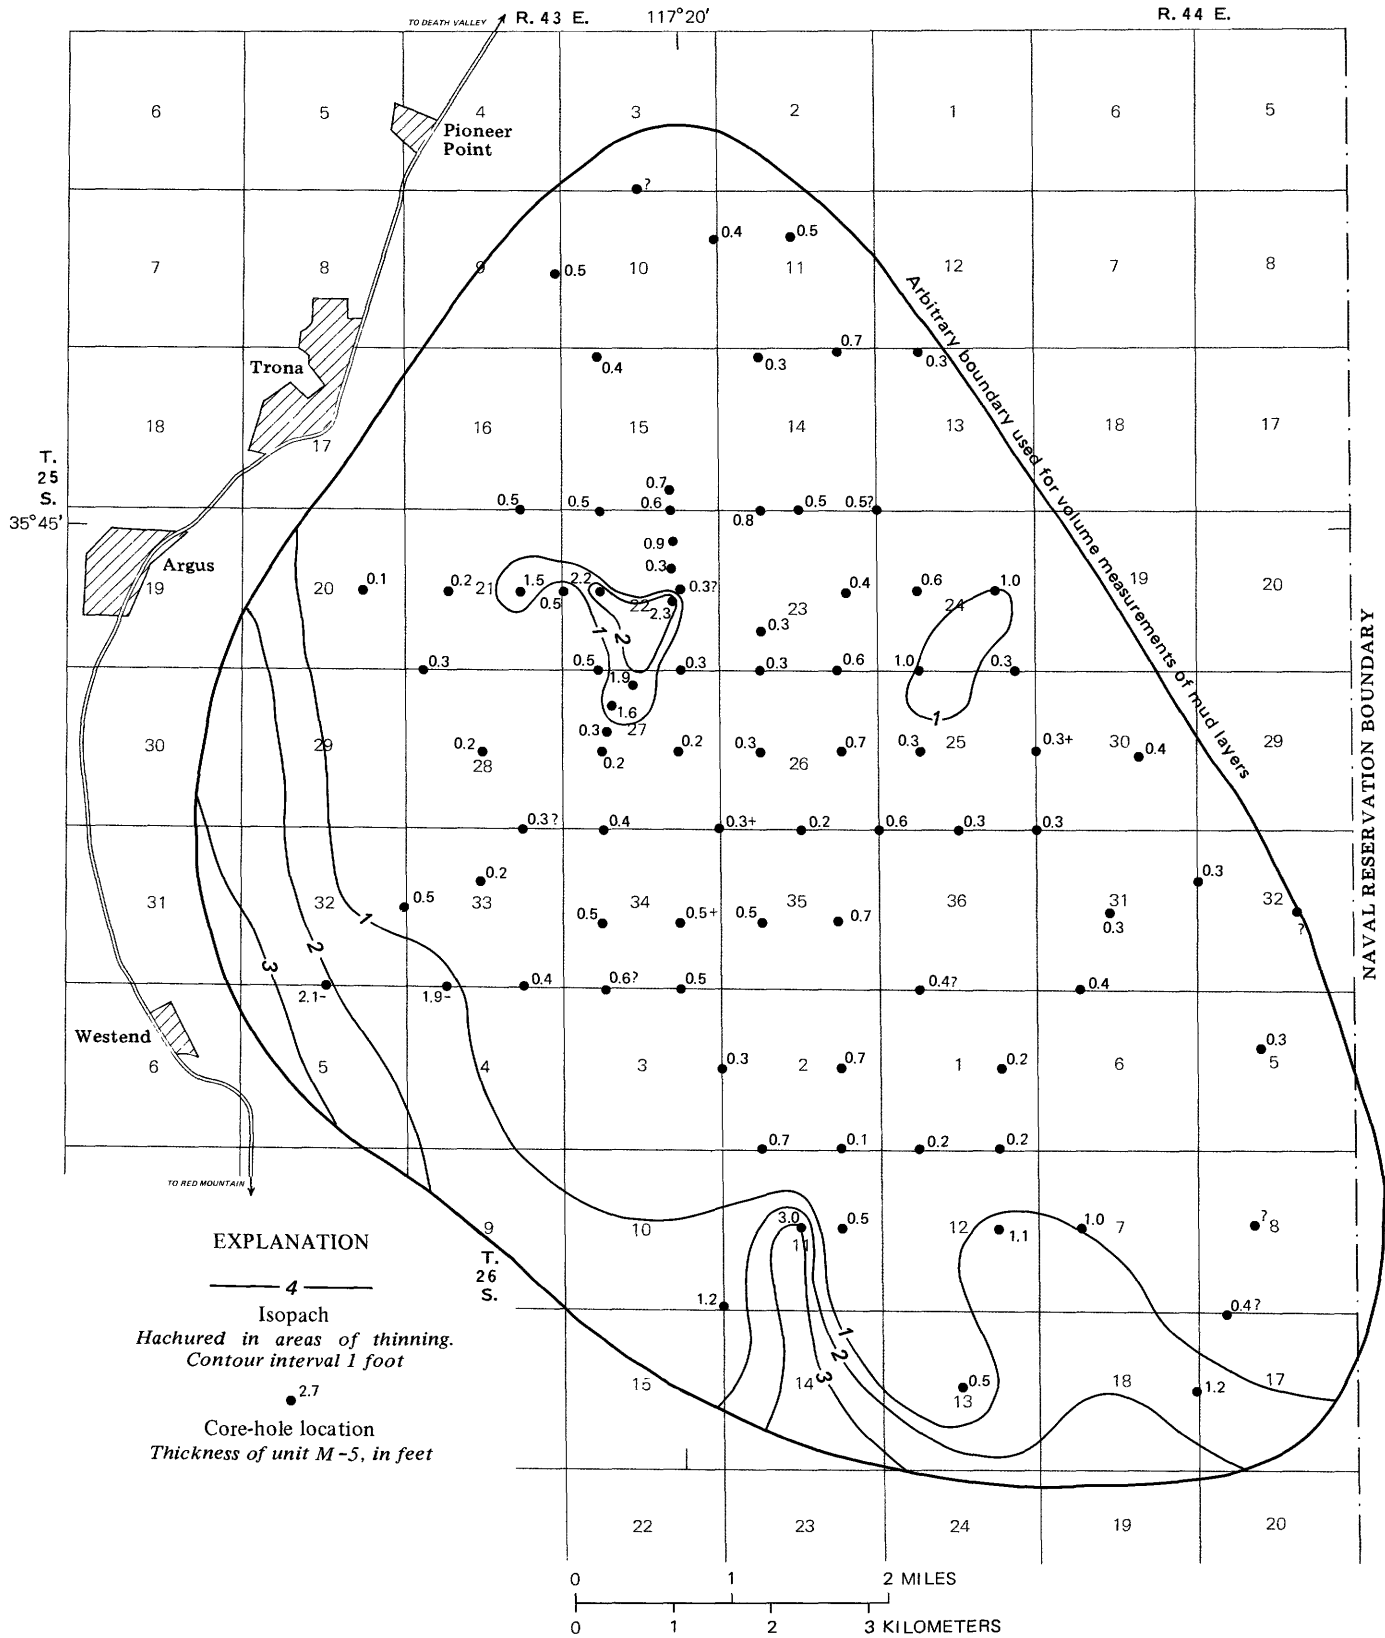 TO DEATH VALLEY
R. 43 E.
117°20'
R. 44 E.
6 5 4 3 2 1 6 5
Pioneer
Point
?
0.4 0.5
7 8 9 0.5 10 11 12 7 8
Arbitrary boundary used for volume measurements of mud layers
0.7
0.4 0.3 0.3
Trona
18 17 16 15 14 13 18 17
T.
25
S.
35°45'
0.7
0.5 0.5 0.6 0.8 0.5 0.5?
0.9
0.3
Argus
19 20 0.1 0.2 21 1.5 0.5 2.2 22 2.3 0.3? 23 0.4 0.6 24 1.0 19 20
1 2
0.3
0.3 0.5 0.3 0.3 0.6 1.0 0.3
1.9
1.6
1
NAVAL RESERVATION BOUNDARY
30 29 0.2 28 0.3 27 0.2 0.2 0.3 26 0.7 0.3 25 0.3+ 30 0.4 29
0.3? 0.4 0.3+ 0.2 0.6 0.3 0.3
0.2 0.3
31 32 1 0.5 33 0.5 34 0.5+ 0.5 35 0.7 36 31 0.3 32 ?
3 2
2.1- 1.9- 0.4 0.6? 0.5 0.4? 0.4
Westend
0.3
6 5 4 3 0.3 2 0.7 1 0.2 6 5
0.7 0.1 0.2 0.2
TO RED MOUNTAIN
9 10 3.0 11 0.5 12 1.1 1.0 7 ? 8
T.
26
S.
1.2 0.4?
1
2
3
15 14 0.5 13 18 1.2 17
22 23 24 19 20
EXPLANATION
4
Isopach
Hachured in areas of thinning.
Contour interval 1 foot
2.7
Core-hole location
Thickness of unit M-5, in feet
0 1 2 MILES
0 1 2 3 KILOMETERS